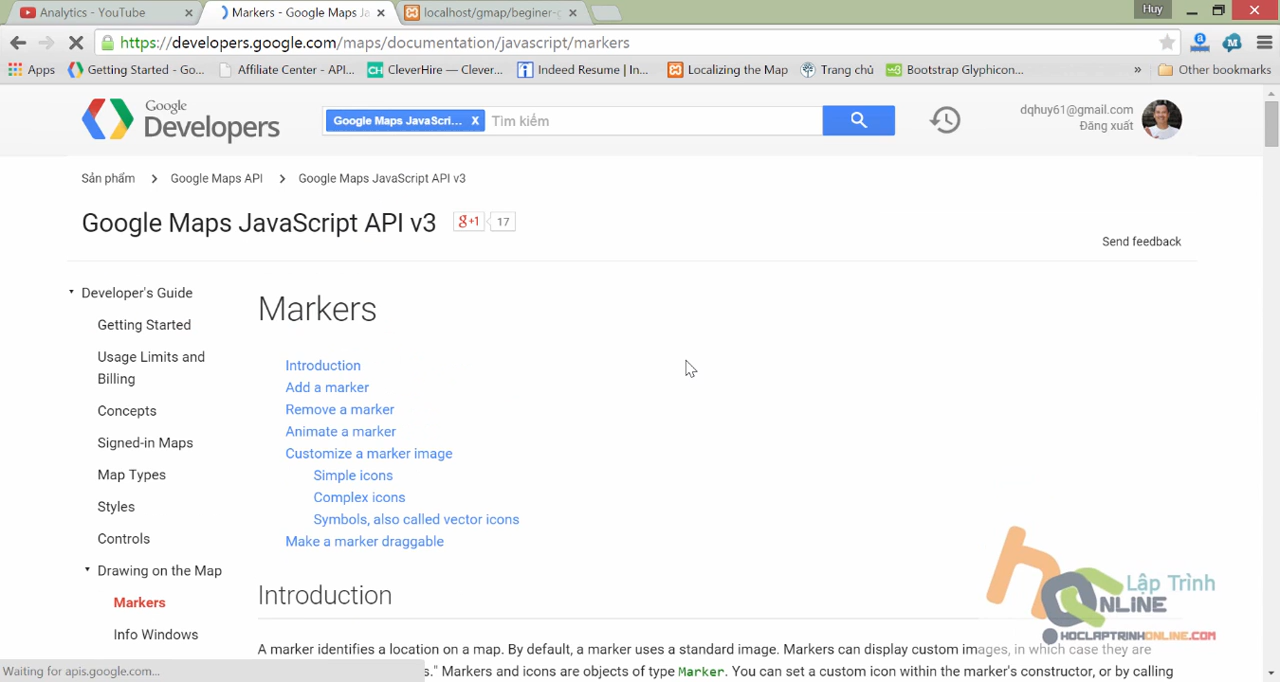 Analytics - YouTube
Markers - Google Maps Ja
localhost/gmap/beginer-g
Huy
https://developers.google.com/maps/documentation/javascript/markers
Apps
Getting Started - Go...
Affiliate Center - API...
CH
CleverHire — Clever...
Indeed Resume | In...
Localizing the Map
Trang chủ
Bootstrap Glyphicon...
»
Other bookmarks
Google
Developers
Google Maps JavaScri... x
Tìm kiếm
dqhuy61@gmail.com
Đăng xuất
Sản phẩm
Google Maps API
Google Maps JavaScript API v3
Google Maps JavaScript API v3
g+1
17
Send feedback
Developer's Guide
Getting Started
Usage Limits and
Billing
Concepts
Signed-in Maps
Map Types
Styles
Controls
Drawing on the Map
Markers
Info Windows
Markers
Introduction
Add a marker
Remove a marker
Animate a marker
Customize a marker image
Simple icons
Complex icons
Symbols, also called vector icons
Make a marker draggable
Introduction
A marker identifies a location on a map. By default, a marker uses a standard image. Markers can display custom images, in which case they are
s." Markers and icons are objects of type Marker. You can set a custom icon within the marker's constructor, or by calling
Waiting for apis.google.com...
Lập Trình
ONLINE
HOCLAPTRINHONLINE.COM